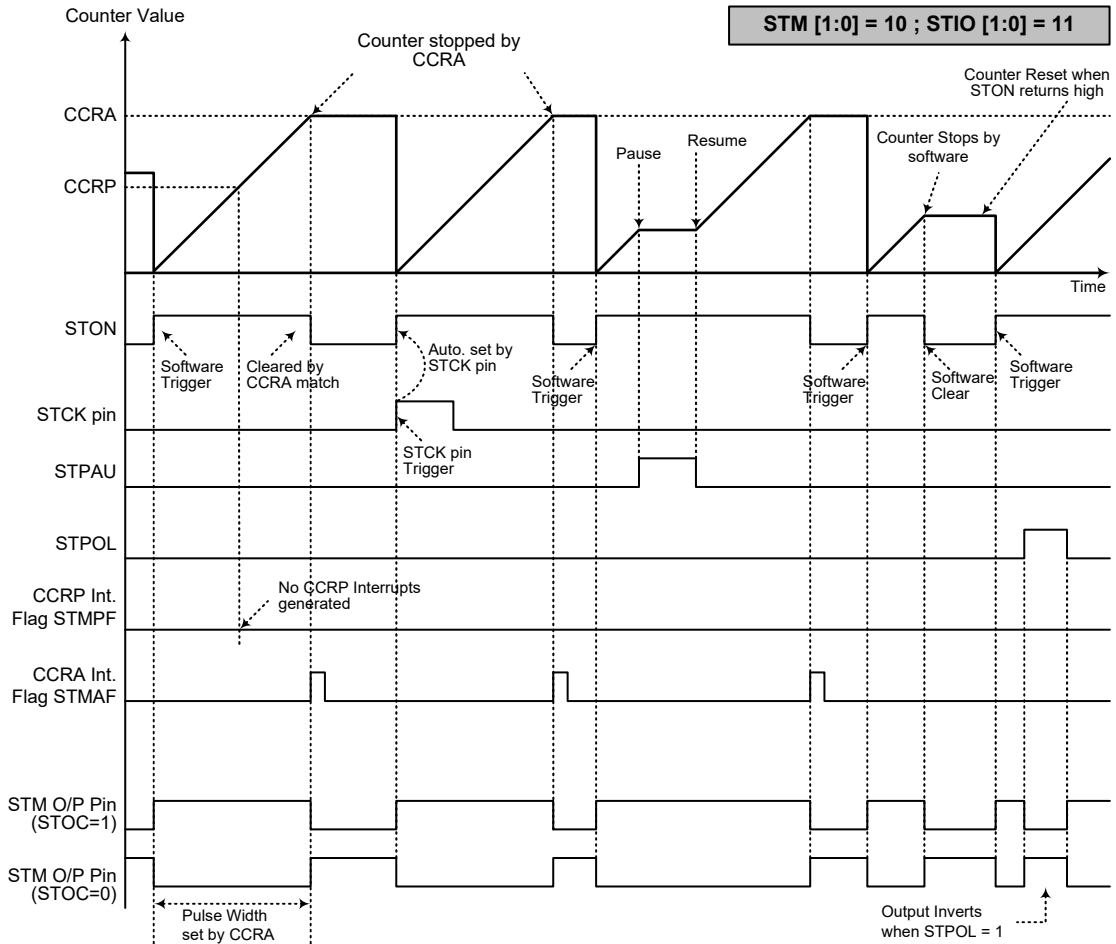 Counter Value
STM [1:0] = 10 ; STIO [1:0] = 11
Counter stopped by
CCRA
Counter Reset when
STON returns high
CCRA
CCRP
Pause
Resume
Counter Stops by
software
Time
STON
Software
Trigger
Cleared by
CCRA match
Auto. set by
STCK pin
Software
Trigger
Software
Trigger
Software
Clear
Software
Trigger
STCK pin
STCK pin
Trigger
STPAU
STPOL
CCRP Int.
Flag STMPF
No CCRP Interrupts
generated
CCRA Int.
Flag STMAF
STM O/P Pin
(STOC=1)
STM O/P Pin
(STOC=0)
Pulse Width
set by CCRA
Output Inverts
when STPOL = 1